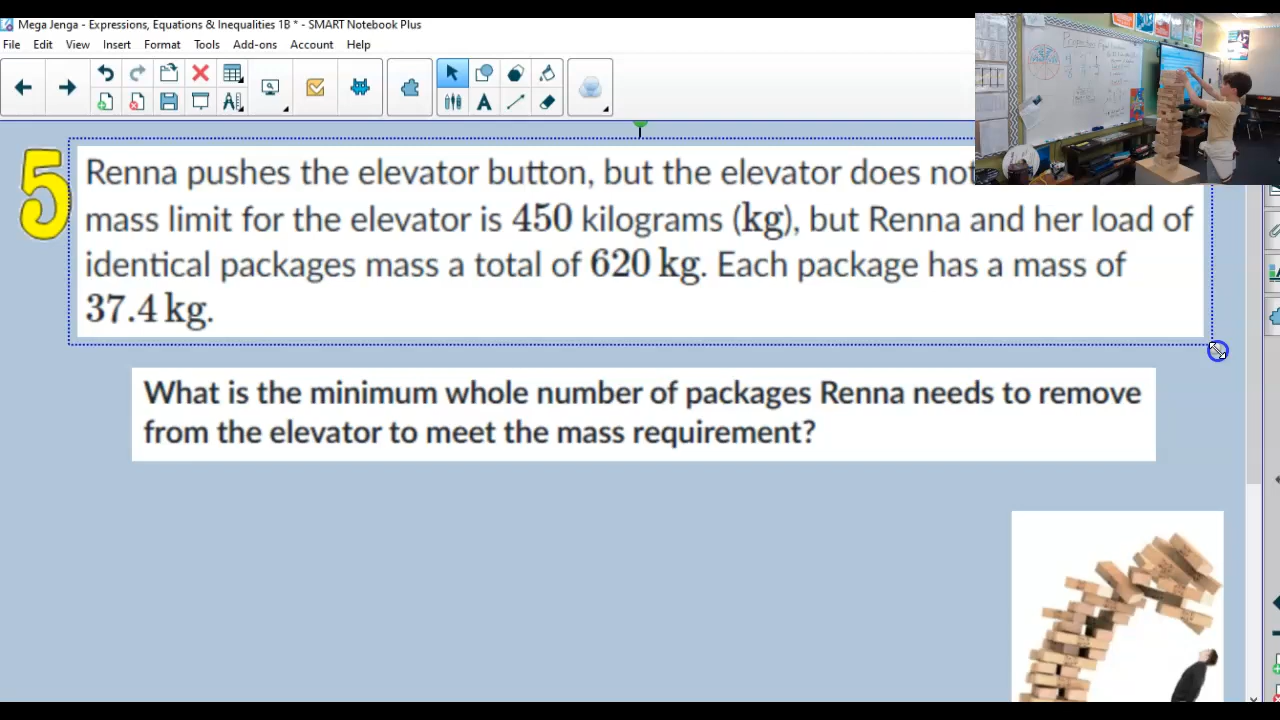 Mega Jenga - Expressions, Equations & Inequalities 1B * - SMART Notebook Plus
File Edit View Insert Format Tools Add-ons Account Help
5
Renna pushes the elevator button, but the elevator does not
mass limit for the elevator is 450 kilograms (kg), but Renna and her load of
identical packages mass a total of 620 kg. Each package has a mass of
37.4 kg.
What is the minimum whole number of packages Renna needs to remove
from the elevator to meet the mass requirement?